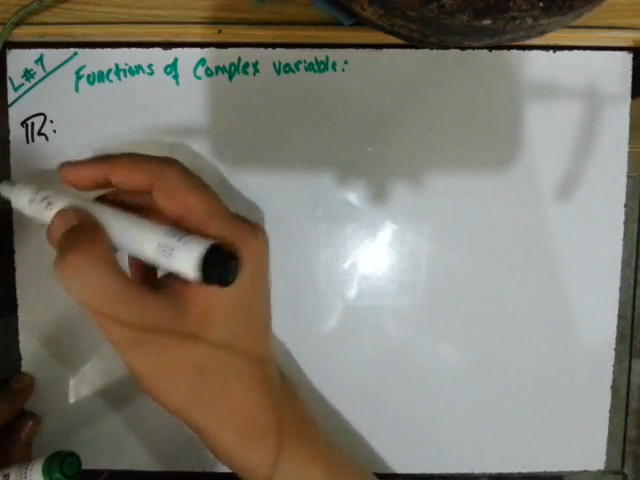 L#7
Functions of Complex variable:
ℝ: